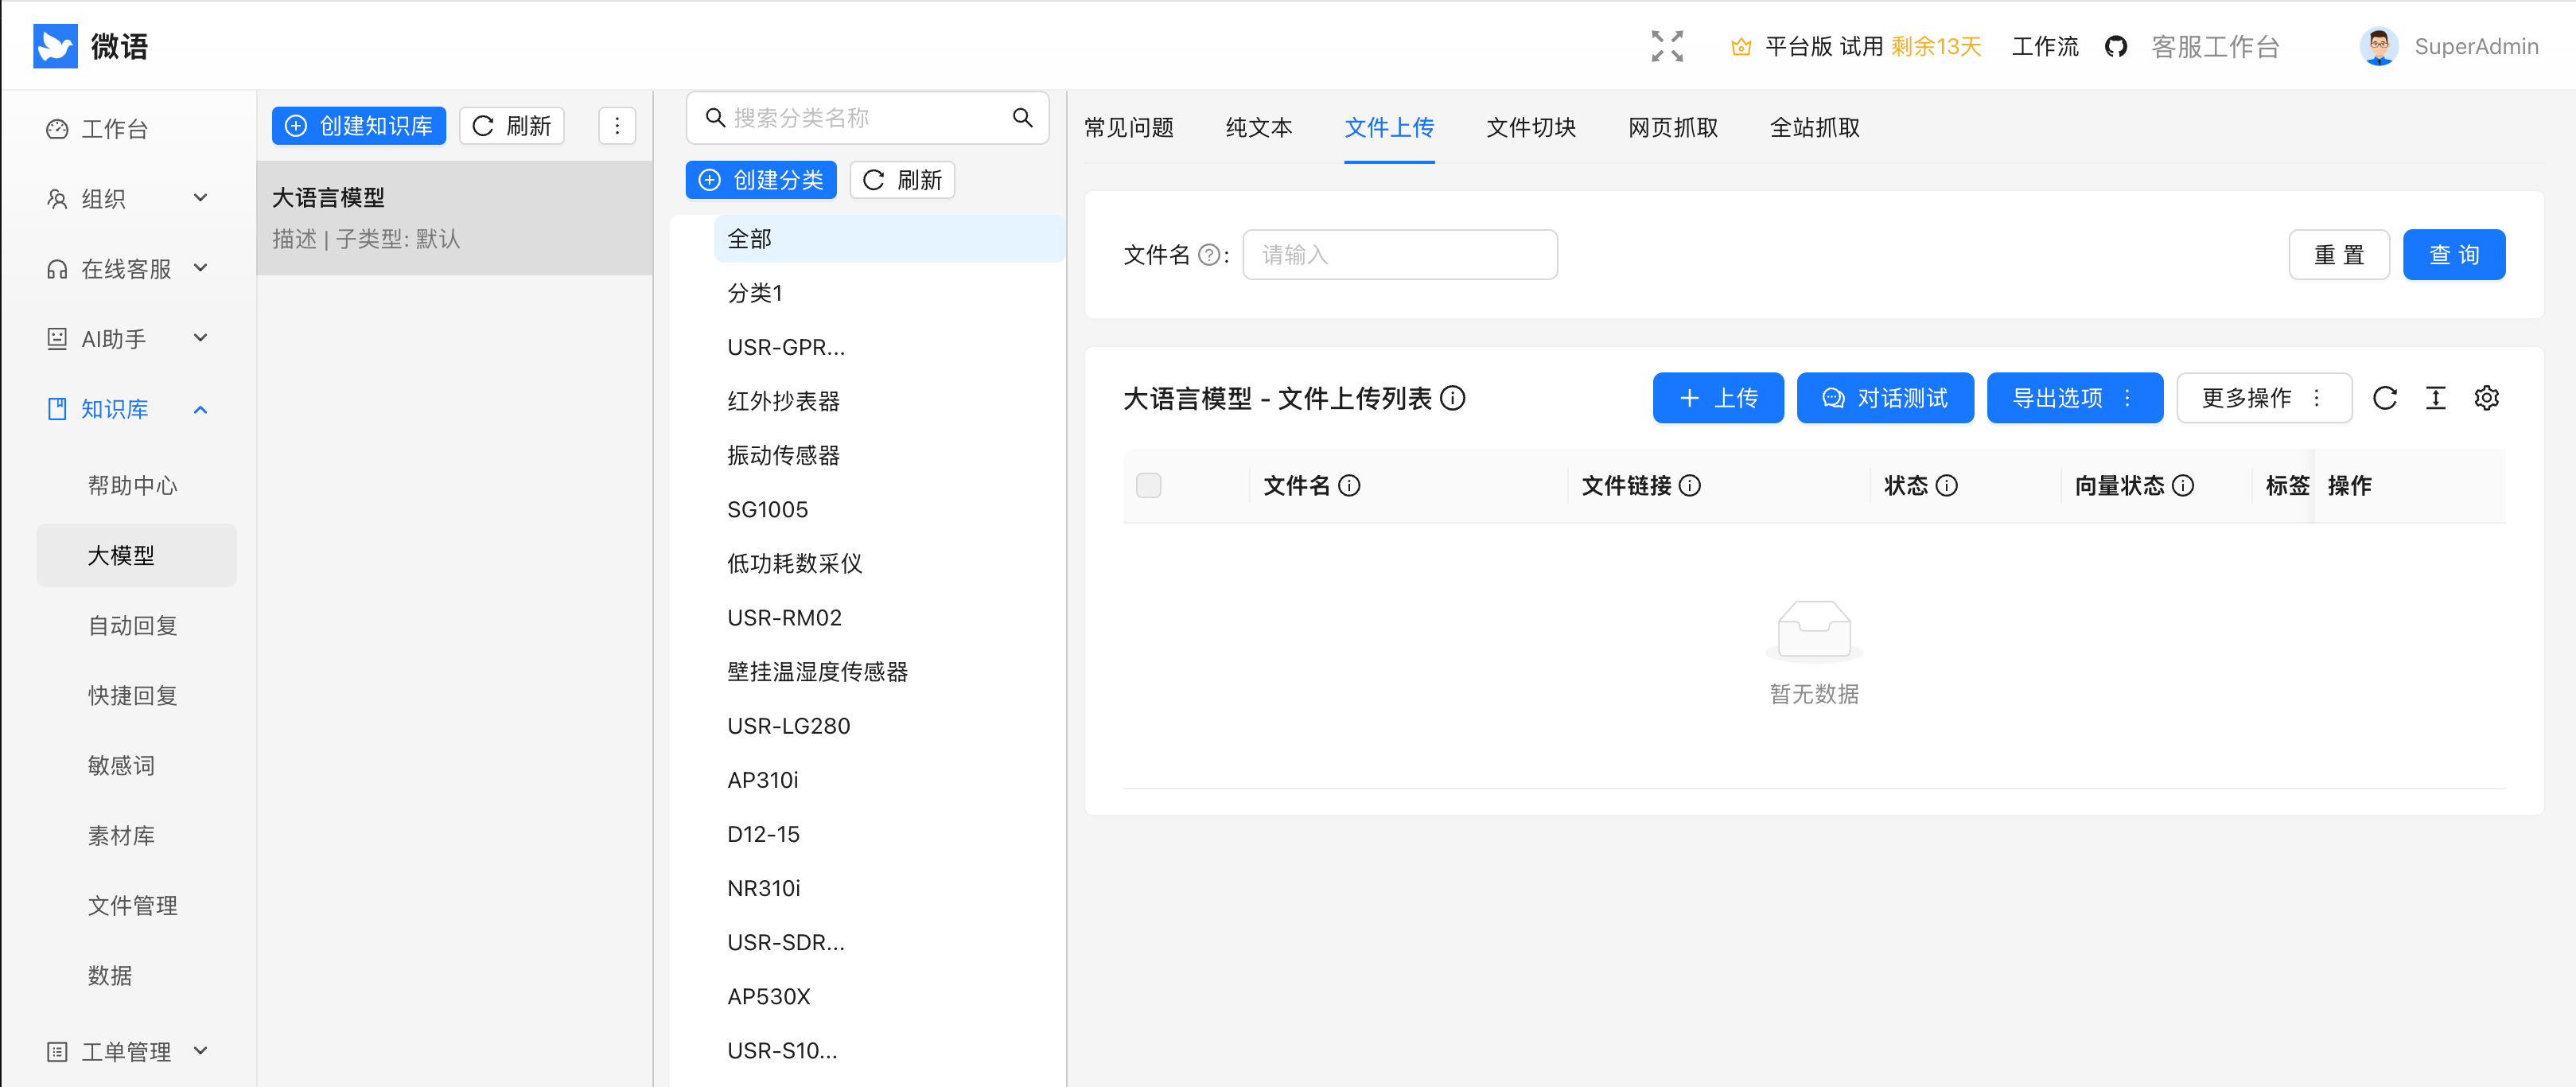 微语
平台版 试用 剩余13天 工作流 客服工作台 SuperAdmin
工作台
组织
在线客服
AI助手
知识库
帮助中心
大模型
自动回复
快捷回复
敏感词
素材库
文件管理
数据
工单管理
创建知识库 刷新
大语言模型
描述 | 子类型: 默认
搜索分类名称
创建分类 刷新
全部
分类1
USR-GPR...
红外抄表器
振动传感器
SG1005
低功耗数采仪
USR-RM02
壁挂温湿度传感器
USR-LG280
AP310i
D12-15
NR310i
USR-SDR...
AP530X
USR-S10...
常见问题 纯文本 文件上传 文件切块 网页抓取 全站抓取
文件名 : 请输入 重 置 查 询
大语言模型 - 文件上传列表 上传 对话测试 导出选项 更多操作
文件名 文件链接 状态 向量状态 标签 操作
暂无数据